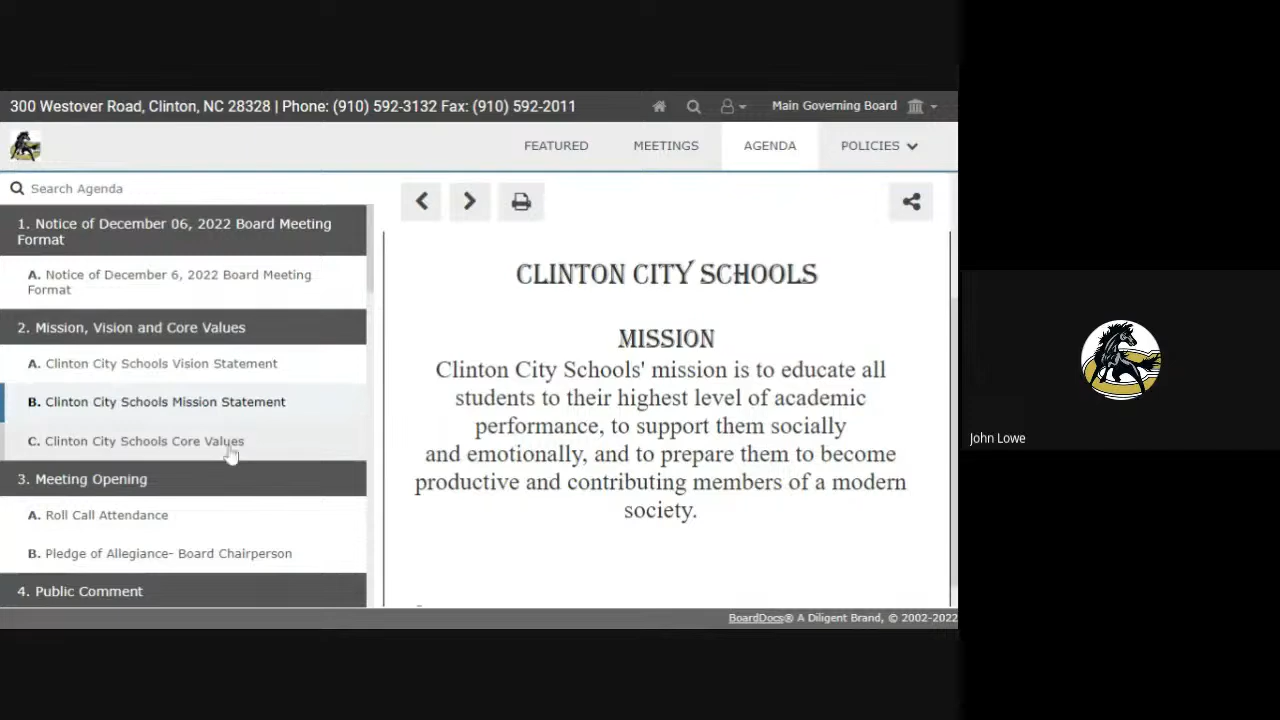 300 Westover Road, Clinton, NC 28328 | Phone: (910) 592-3132 Fax: (910) 592-2011
Main Governing Board
FEATURED
MEETINGS
AGENDA
POLICIES
Search Agenda
1. Notice of December 06, 2022 Board Meeting
Format
A. Notice of December 6, 2022 Board Meeting
Format
2. Mission, Vision and Core Values
A. Clinton City Schools Vision Statement
B. Clinton City Schools Mission Statement
C. Clinton City Schools Core Values
3. Meeting Opening
A. Roll Call Attendance
B. Pledge of Allegiance- Board Chairperson
4. Public Comment
CLINTON CITY SCHOOLS
MISSION
Clinton City Schools' mission is to educate all
students to their highest level of academic
performance, to support them socially
and emotionally, and to prepare them to become
productive and contributing members of a modern
society.
BoardDocs® A Diligent Brand, © 2002-2022
John Lowe